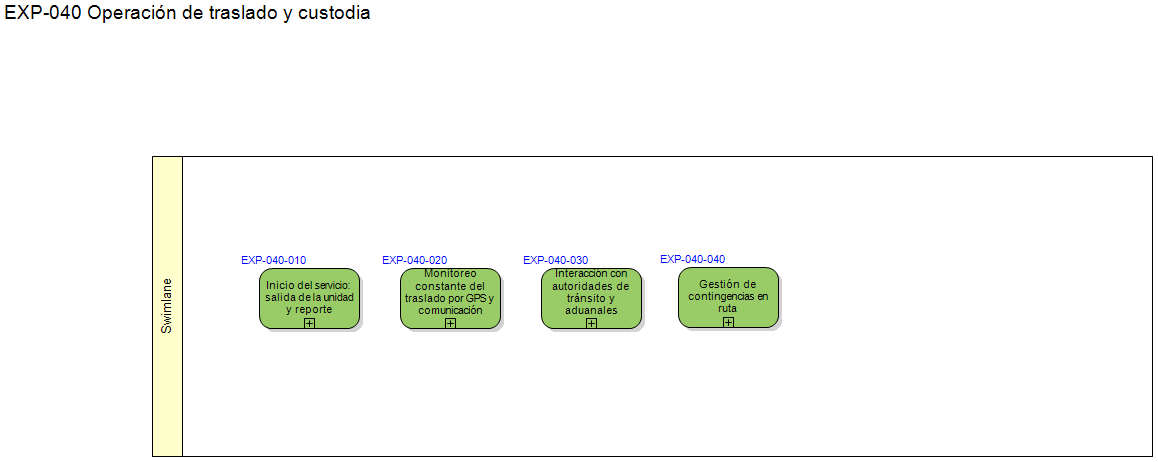 EXP-040 Operación de traslado y custodia
Swimlane
EXP-040-010
Inicio del servicio:
salida de la unidad
y reporte
EXP-040-020
Monitoreo
constante del
traslado por GPS y
comunicación
EXP-040-030
Interacción con
autoridades de
tránsito y
aduanales
EXP-040-040
Gestión de
contingencias en
ruta